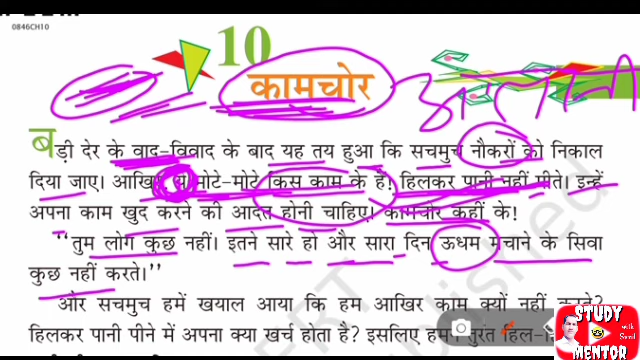 0846CH10
10
कामचोर
आलसी
बड़ी देर के वाद-विवाद के बाद यह तय हुआ कि सचमुच नौकरों को निकाल
दिया जाए। आखिर ये मोटे-मोटे किस काम के हैं! हिलकर पानी नहीं पीते। इन्हें
अपना काम खुद करने की आदत होनी चाहिए। कामचोर कहीं के!
“तुम लोग कुछ नहीं। इतने सारे हो और सारा दिन ऊधम मचाने के सिवा
कुछ नहीं करते।”
और सचमुच हमें खयाल आया कि हम आखिर काम क्यों नहीं करते?
हिलकर पानी पीने में अपना क्या खर्च होता है? इसलिए हमने तुरंत हिल-
STUDY
with
MENTOR